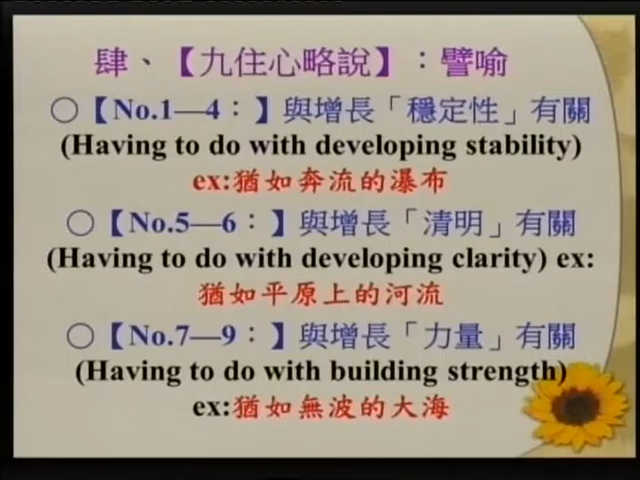 肆、【九住心略說】：譬喻
○【No.1—4：】與增長「穩定性」有關
(Having to do with developing stability)
ex:猶如奔流的瀑布
○【No.5—6：】與增長「清明」有關
(Having to do with developing clarity) ex:
猶如平原上的河流
○【No.7—9：】與增長「力量」有關
(Having to do with building strength)
ex:猶如無波的大海